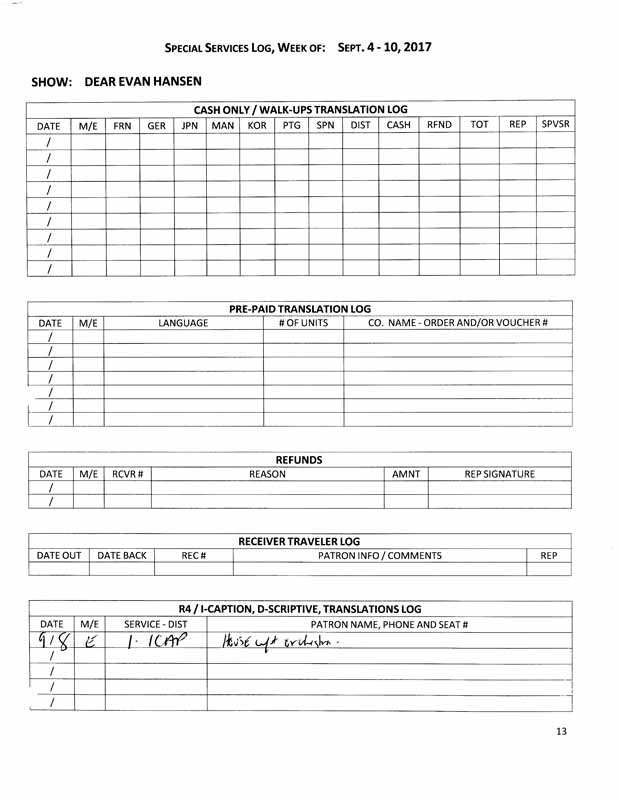 SPECIAL SERVICES LOG, WEEK OF: SEPT. 4 - 10, 2017
SHOW: DEAR EVAN HANSEN
CASH ONLY / WALK-UPS TRANSLATION LOG
DATE M/E FRN GER JPN MAN KOR PTG SPN DIST CASH RFND TOT REP SPVSR
/
/
/
/
/
/
/
/
/
PRE-PAID TRANSLATION LOG
DATE M/E LANGUAGE # OF UNITS CO. NAME - ORDER AND/OR VOUCHER #
/
/
/
/
/
/
/
REFUNDS
DATE M/E RCVR # REASON AMNT REP SIGNATURE
/
/
RECEIVER TRAVELER LOG
DATE OUT DATE BACK REC # PATRON INFO / COMMENTS REP
R4 / I-CAPTION, D-SCRIPTIVE, TRANSLATIONS LOG
DATE M/E SERVICE - DIST PATRON NAME, PHONE AND SEAT #
9/8 E 1. ICAP House orchestra.
/
/
/
/
13